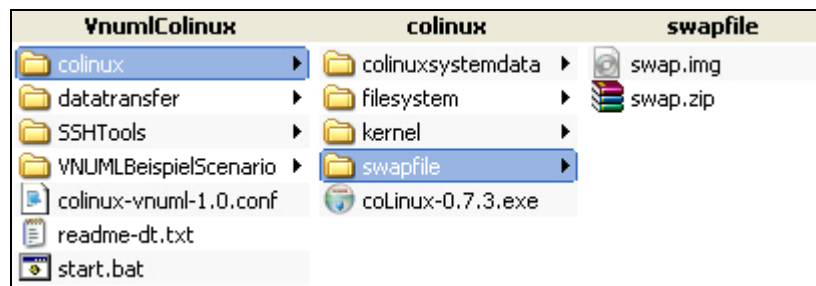 VnumlColinux
colinux
datatransfer
SSHTools
VNUMLBeispielScenario
colinux-vnuml-1.0.conf
readme-dt.txt
start.bat
colinux
colinuxsystemdata
filesystem
kernel
swapfile
coLinux-0.7.3.exe
swapfile
swap.img
swap.zip